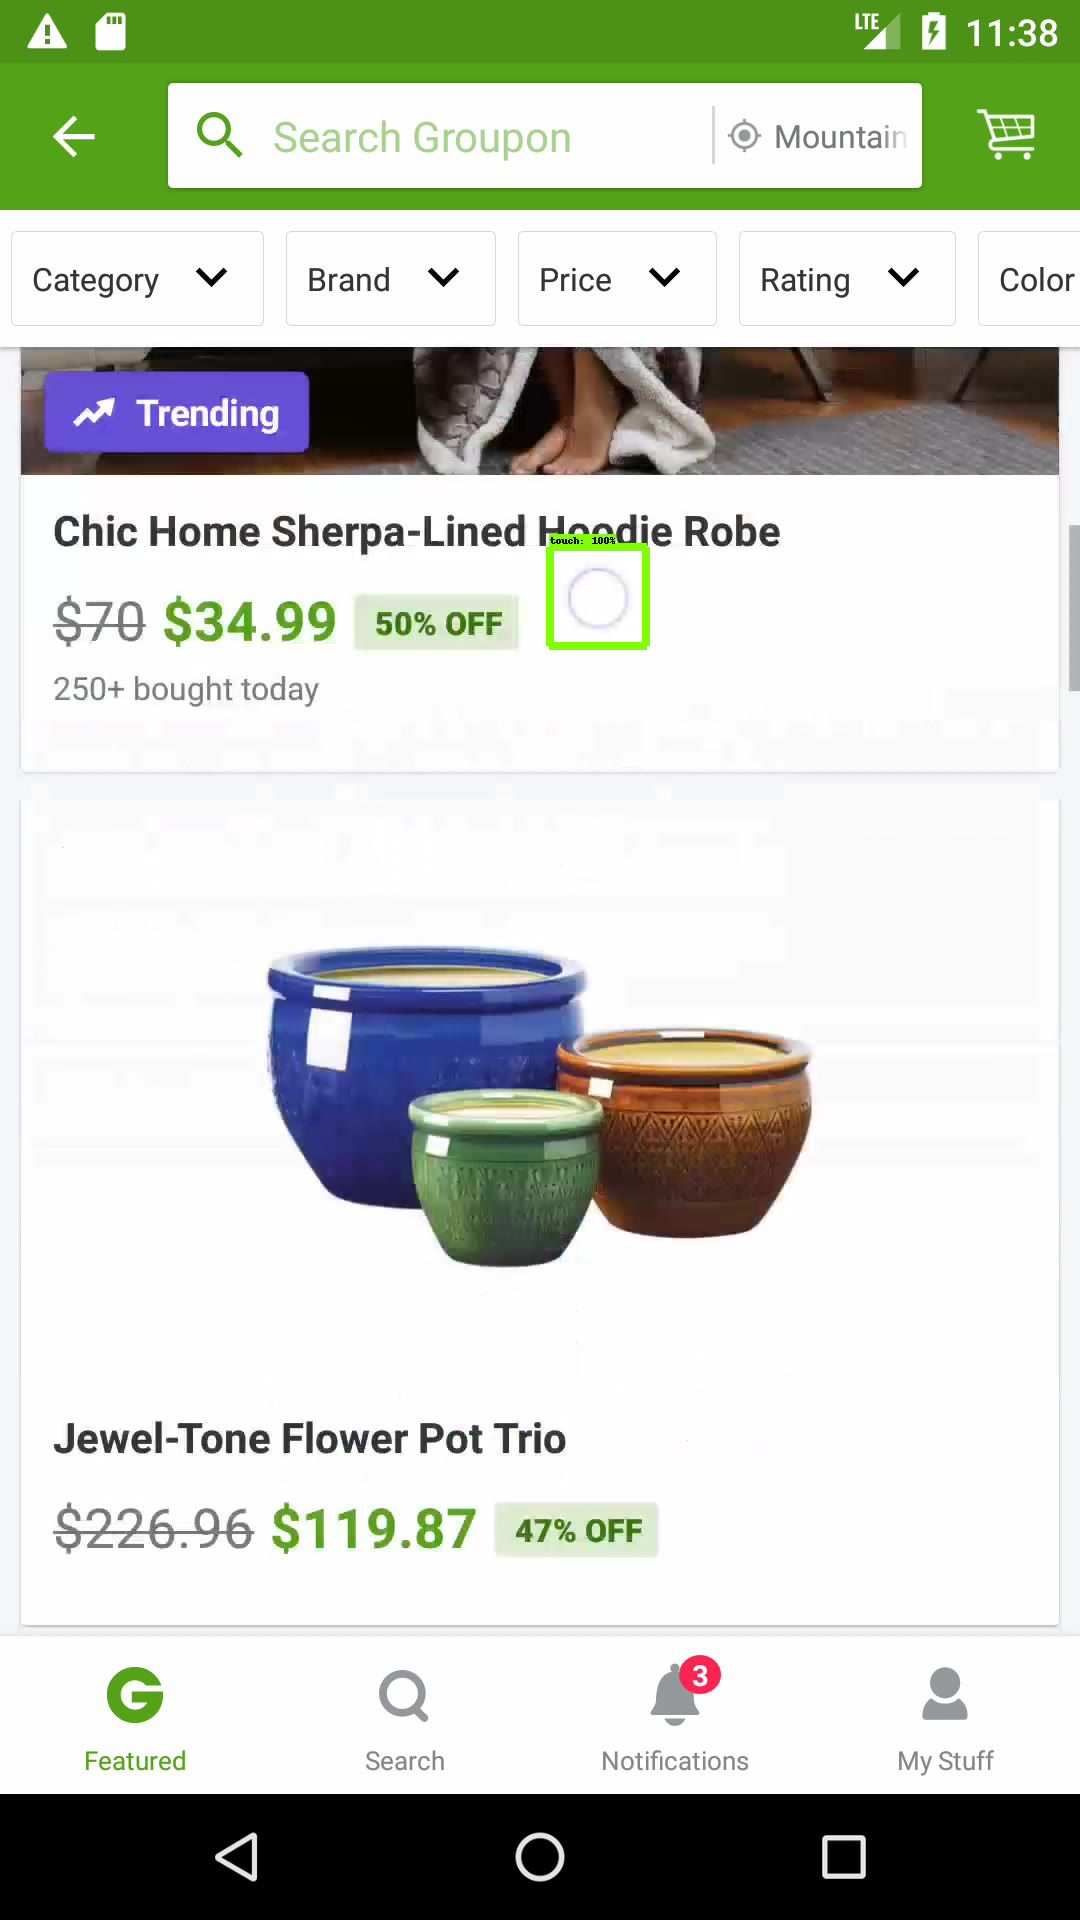 LTE 11:38
Search Groupon Mountain
Category Brand Price Rating Color
Trending
Chic Home Sherpa-Lined Hoodie Robe
touch: 100%
$70 $34.99 50% OFF
250+ bought today
Jewel-Tone Flower Pot Trio
$226.96 $119.87 47% OFF
3
Featured Search Notifications My Stuff